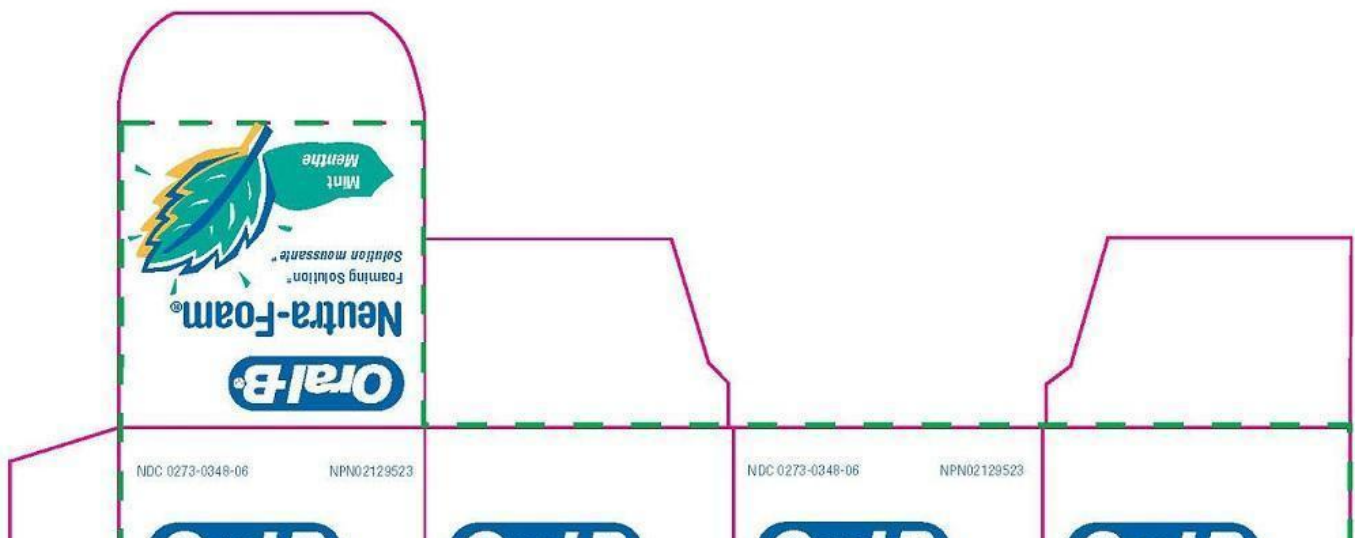 Oral-B®
Neutra-Foam®
Foaming Solution"
Solution moussante "
Mint
Menthe
NDC 0273-0348-06 NPN02129523
NDC 0273-0348-06 NPN02129523